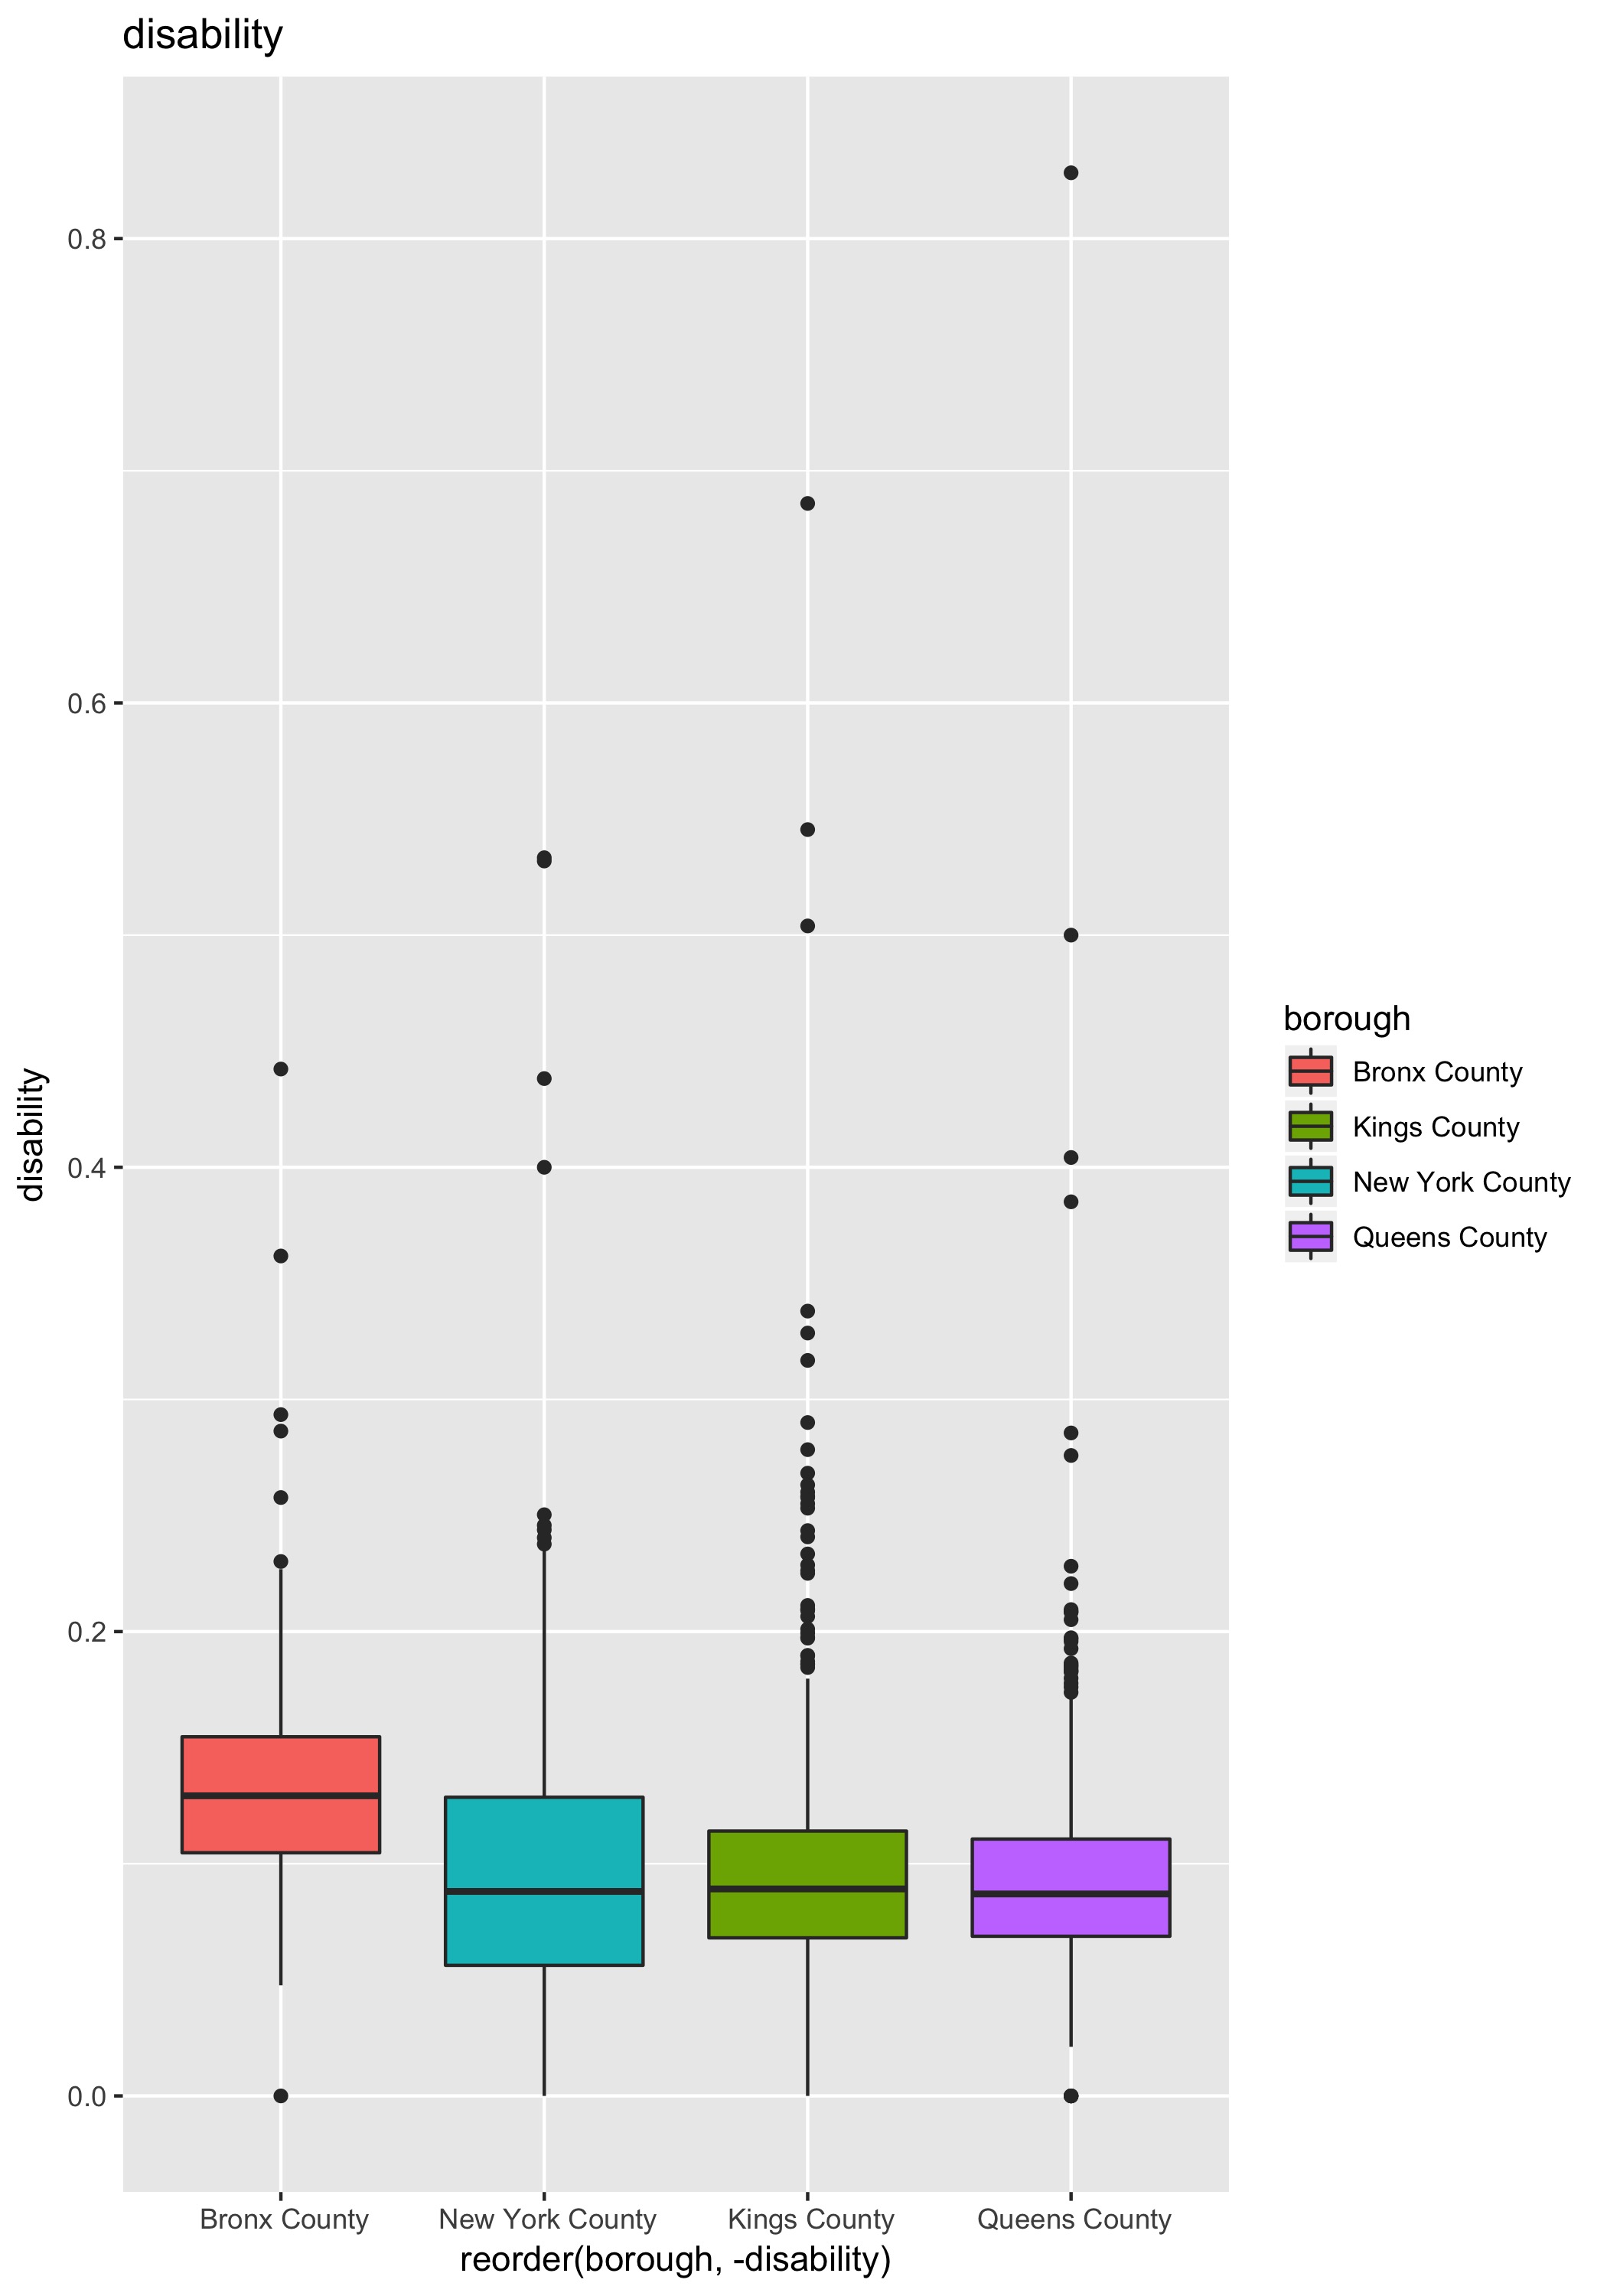 disability
disability
0.8
0.6
0.4
0.2
0.0
Bronx County
New York County
Kings County
Queens County
reorder(borough, -disability)
borough
Bronx County
Kings County
New York County
Queens County